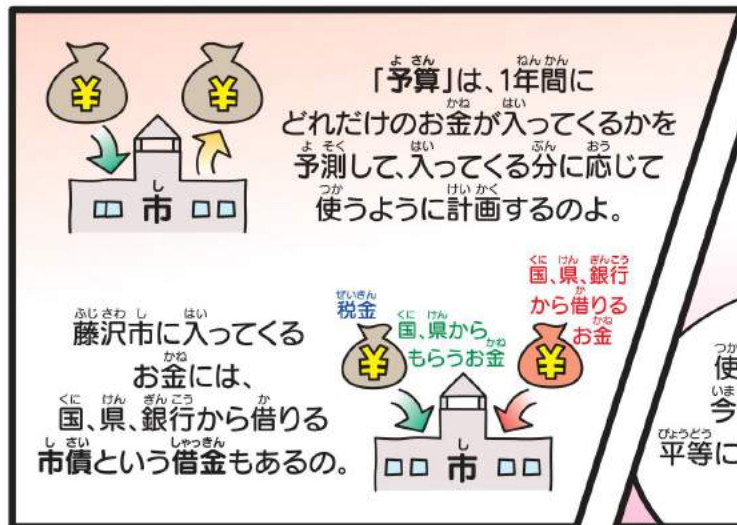 「予算」は、1年間に
どれだけのお金が入ってくるかを
予測して、入ってくる分に応じて
使うように計画するのよ。
¥
¥
市
藤沢市に入ってくる
お金には、
国、県、銀行から借りる
市債という借金もあるの。
税金
国、県から
もらうお金
国、県、銀行
から借りる
お金
¥
¥
市
使
今
平等に